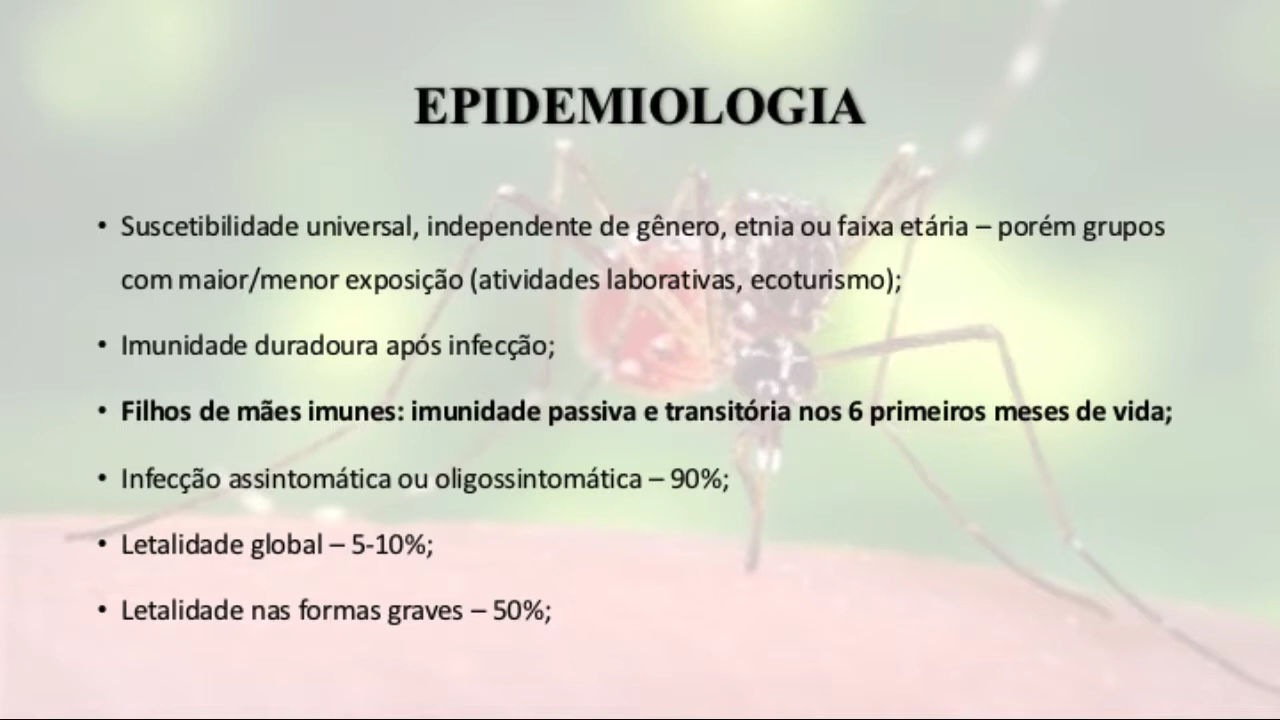 EPIDEMIOLOGIA
• Suscetibilidade universal, independente de gênero, etnia ou faixa etária – porém grupos
com maior/menor exposição (atividades laborativas, ecoturismo);
• Imunidade duradoura após infecção;
• Filhos de mães imunes: imunidade passiva e transitória nos 6 primeiros meses de vida;
• Infecção assintomática ou oligossintomática – 90%;
• Letalidade global – 5-10%;
• Letalidade nas formas graves – 50%;